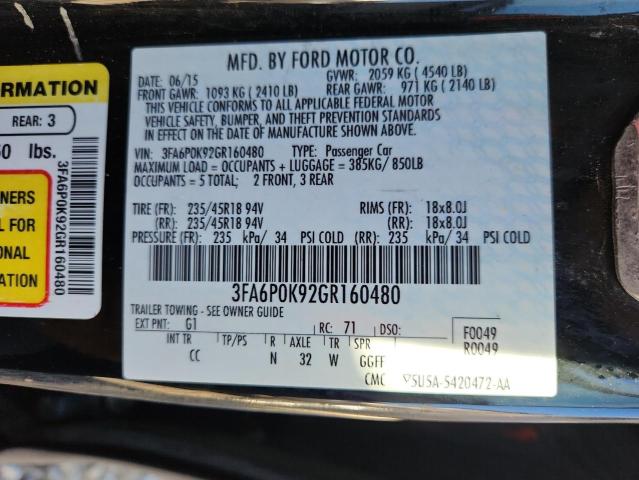 MFD. BY FORD MOTOR CO.
DATE: 06/15 GVWR: 2059 KG ( 4540 LB)
FRONT GAWR: 1093 KG ( 2410 LB) REAR GAWR: 971 KG ( 2140 LB)
THIS VEHICLE CONFORMS TO ALL APPLICABLE FEDERAL MOTOR
VEHICLE SAFETY, BUMPER, AND THEFT PREVENTION STANDARDS
IN EFFECT ON THE DATE OF MANUFACTURE SHOWN ABOVE.
VIN: 3FA6P0K92GR160480 TYPE: Passenger Car
MAXIMUM LOAD = OCCUPANTS + LUGGAGE = 385KG/ 850LB
OCCUPANTS = 5 TOTAL; 2 FRONT, 3 REAR
TIRE (FR): 235/45R18 94V RIMS (FR): 18x8.0J
(RR): 235/45R18 94V (RR): 18x8.0J
PRESSURE (FR): 235 kPa/ 34 PSI COLD (RR): 235 kPa/ 34 PSI COLD
3FA6P0K92GR160480
TRAILER TOWING - SEE OWNER GUIDE
EXT PNT: G1 RC: 71 DSO: F0049
R0049
INT TR TP/PS R AXLE TR SPR
CC N 32 W GGFF
CMC SU5A-5420472-AA
ORMATION
REAR: 3
lbs.
NERS
L FOR
ONAL
ATION
3FA6P0K92GR160480